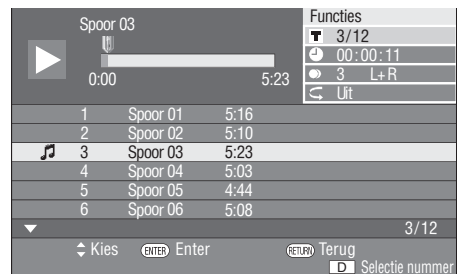 Spoor 03
0:00 5:23
Functies
T 3/12
00:00:11
3 L+R
Uit
1 Spoor 01 5:16
2 Spoor 02 5:10
3 Spoor 03 5:23
4 Spoor 04 5:03
5 Spoor 05 4:44
6 Spoor 06 5:08
3/12
Kies ENTER Enter RETURN Terug
D Selectie nummer